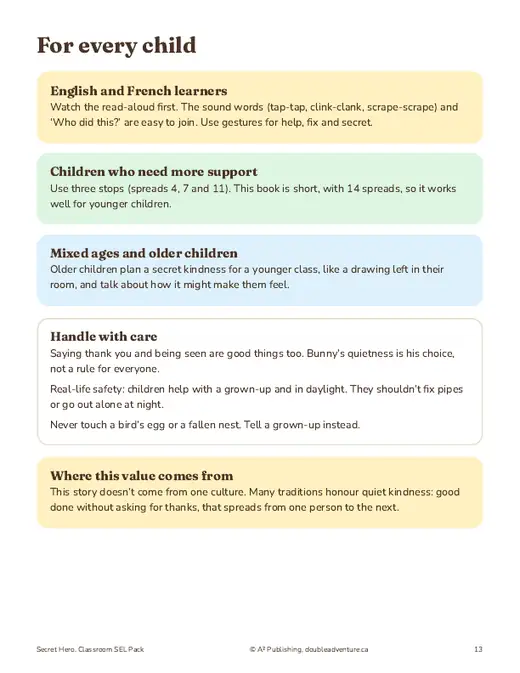 For every child
English and French learners
Watch the read-aloud first. The sound words (tap-tap, clink-clank, scrape-scrape) and
‘Who did this?’ are easy to join. Use gestures for help, fix and secret.
Children who need more support
Use three stops (spreads 4, 7 and 11). This book is short, with 14 spreads, so it works
well for younger children.
Mixed ages and older children
Older children plan a secret kindness for a younger class, like a drawing left in their
room, and talk about how it might make them feel.
Handle with care
Saying thank you and being seen are good things too. Bunny’s quietness is his choice,
not a rule for everyone.
Real-life safety: children help with a grown-up and in daylight. They shouldn’t fix pipes
or go out alone at night.
Never touch a bird’s egg or a fallen nest. Tell a grown-up instead.
Where this value comes from
This story doesn’t come from one culture. Many traditions honour quiet kindness: good
done without asking for thanks, that spreads from one person to the next.
Secret Hero. Classroom SEL Pack
© A² Publishing, doubleadventure.ca
13